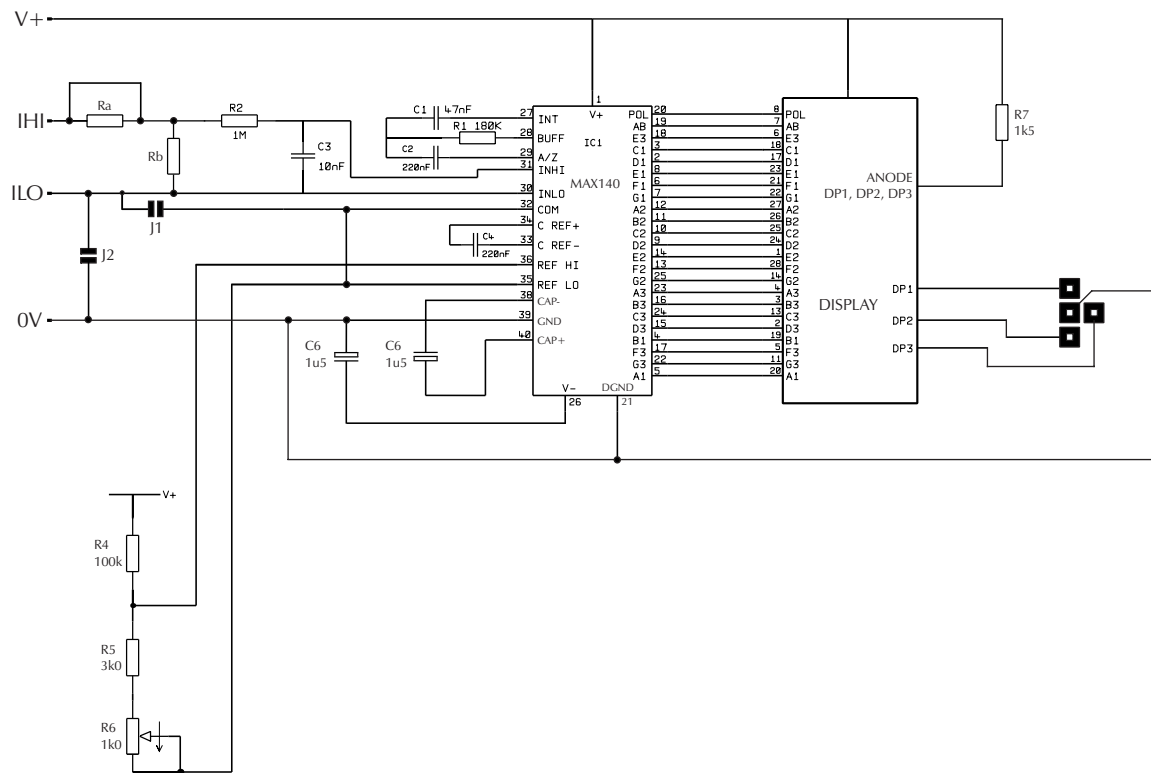 V+
IHI
Ra
R2
1M
Rb
C3
10nF
ILO
J1
J2
0V
C1 47nF
R1 180K
C2
220nF
C4
220nF
C6
1u5
C6
1u5
1
V+
IC1
MAX140
27 INT
28 BUFF
29 A/Z
31 INHI
30 INLO
32 COM
34 C REF+
33 C REF-
36 REF HI
35 REF LO
38 CAP-
39 GND
40 CAP+
V-
26
DGND
21
POL 20 8 POL
AB 19 7 AB
E3 18 6 E3
C1 3 18 C1
D1 2 17 D1
E1 8 23 E1
F1 6 21 F1
G1 7 22 G1
A2 12 27 A2
B2 11 26 B2
C2 10 25 C2
D2 9 24 D2
E2 14 1 E2
F2 13 28 F2
G2 25 14 G2
A3 23 4 A3
B3 16 3 B3
C3 24 13 C3
D3 15 2 D3
B1 4 19 B1
F3 17 5 F3
G3 22 11 G3
A1 5 20 A1
ANODE
DP1, DP2, DP3
DISPLAY
DP1
DP2
DP3
R7
1k5
V+
R4
100k
R5
3k0
R6
1k0